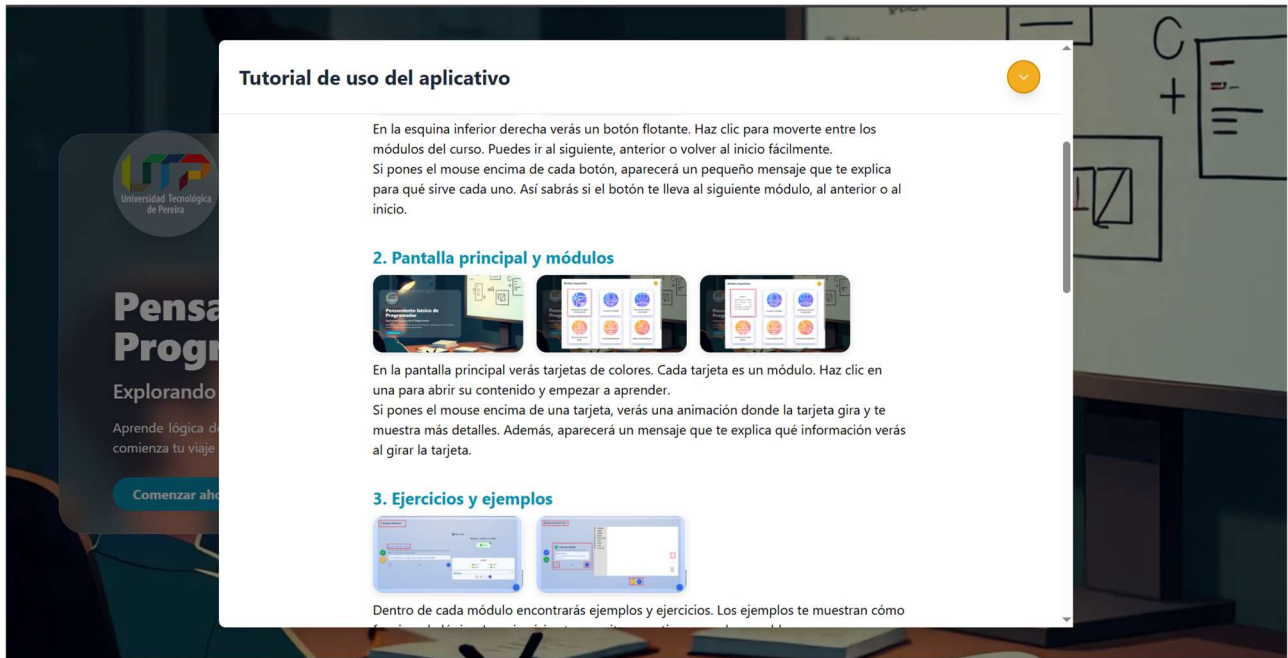 Tutorial de uso del aplicativo
En la esquina inferior derecha verás un botón flotante. Haz clic para moverte entre los
módulos del curso. Puedes ir al siguiente, anterior o volver al inicio fácilmente.
Si pones el mouse encima de cada botón, aparecerá un pequeño mensaje que te explica
para qué sirve cada uno. Así sabrás si el botón te lleva al siguiente módulo, al anterior o al
inicio.
2. Pantalla principal y módulos
Pensamiento básico de
Programador
En la pantalla principal verás tarjetas de colores. Cada tarjeta es un módulo. Haz clic en
una para abrir su contenido y empezar a aprender.
Si pones el mouse encima de una tarjeta, verás una animación donde la tarjeta gira y te
muestra más detalles. Además, aparecerá un mensaje que te explica qué información verás
al girar la tarjeta.
3. Ejercicios y ejemplos
Dentro de cada módulo encontrarás ejemplos y ejercicios. Los ejemplos te muestran cómo
UTP
Universidad Tecnológica
de Pereira
Pensa
Progr
Explorando
Aprende lógica d
comienza tu viaje
Comenzar aho
C
+